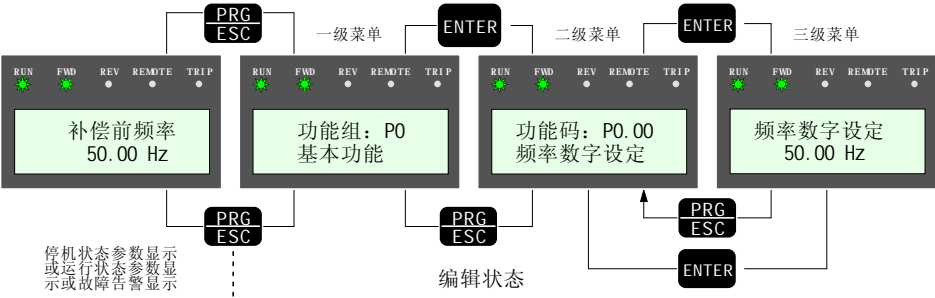 PRG
ESC
一级菜单
ENTER
二级菜单
ENTER
三级菜单
RUN FWD REV REMOTE TRIP
补偿前频率
50.00 Hz
RUN FWD REV REMOTE TRIP
功能组：P0
基本功能
RUN FWD REV REMOTE TRIP
功能码：P0.00
频率数字设定
RUN FWD REV REMOTE TRIP
频率数字设定
50.00 Hz
PRG
ESC
PRG
ESC
PRG
ESC
ENTER
停机状态参数显示
或运行状态参数显
示或故障告警显示
编辑状态